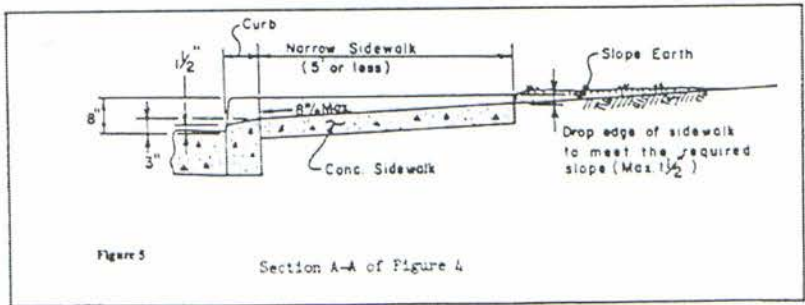 Curb
1½"
Narrow Sidewalk
(5' or less)
Slope Earth
8"
8% Max.
3"
Conc. Sidewalk
Drop edge of sidewalk
to meet the required
slope (Max. 1½")
Figure 5
Section A-A of Figure 4